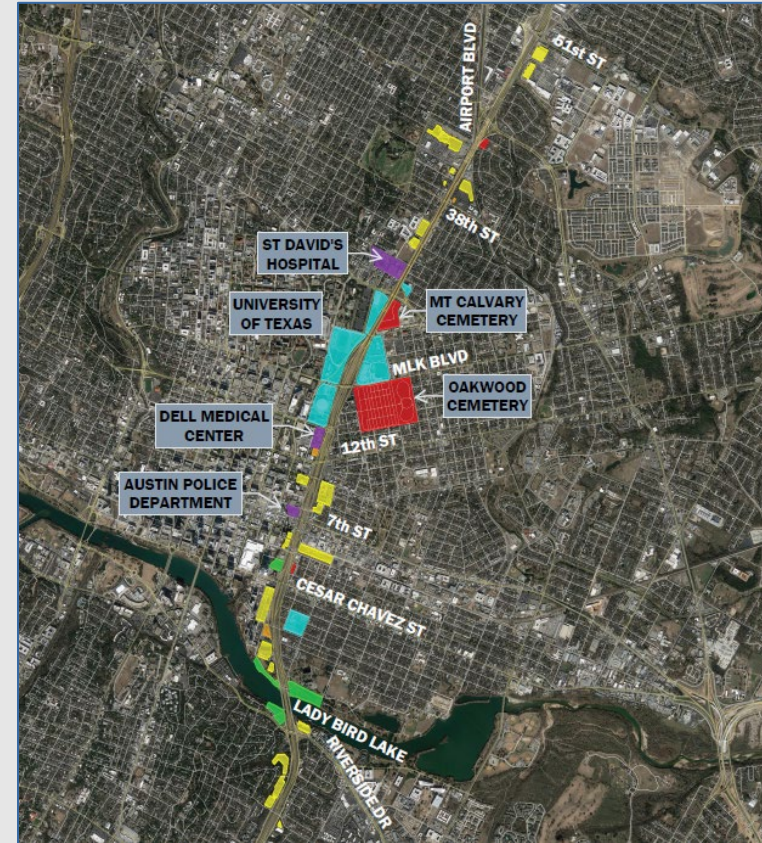 51ST ST
AIRPORT BLVD
38th ST
ST DAVID'S
HOSPITAL
UNIVERSITY
OF TEXAS
MT CALVARY
CEMETERY
MLK BLVD
OAKWOOD
CEMETERY
DELL MEDICAL
CENTER
12th ST
AUSTIN POLICE
DEPARTMENT
7th ST
CESAR CHAVEZ ST
LADY BIRD LAKE
RIVERSIDE DR